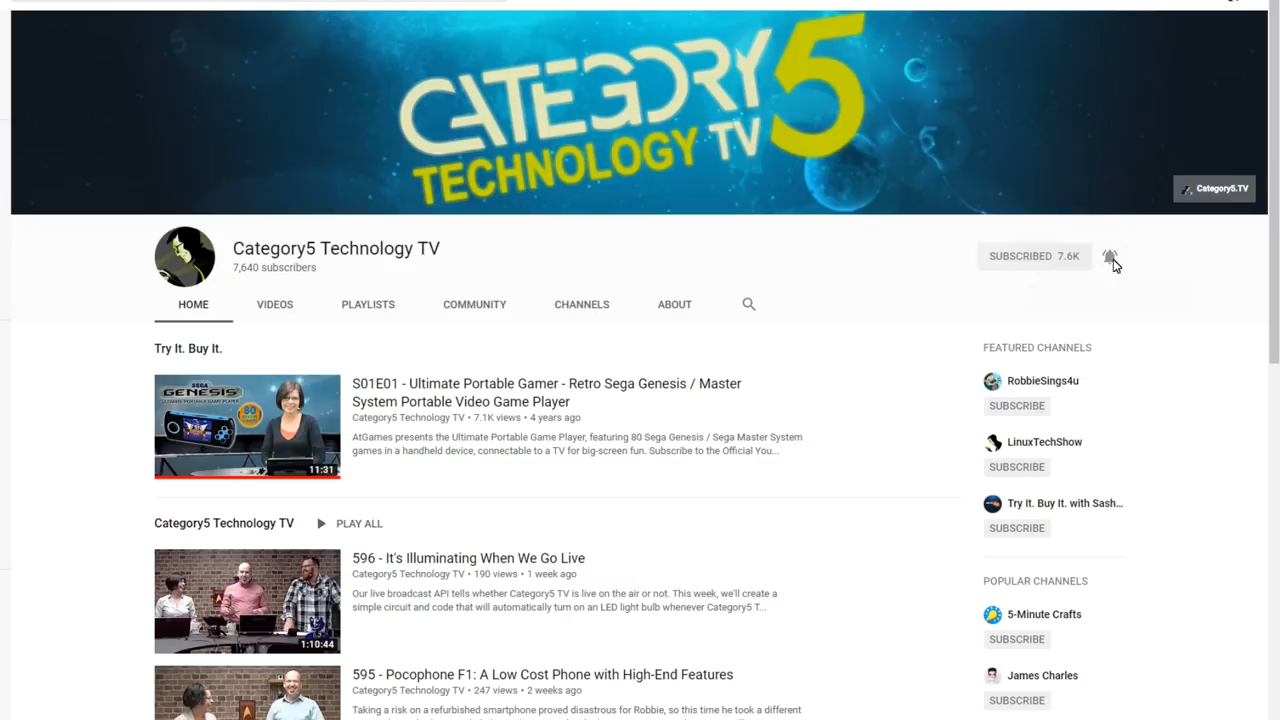 CATEGORY 5
TECHNOLOGY TV
Category5.TV
Category5 Technology TV
7,640 subscribers
SUBSCRIBED 7.6K
HOME
VIDEOS
PLAYLISTS
COMMUNITY
CHANNELS
ABOUT
Try It. Buy It.
SEGA
GENESIS
ULTIMATE PORTABLE GAME PLAYER
80
11:31
S01E01 - Ultimate Portable Gamer - Retro Sega Genesis / Master
System Portable Video Game Player
Category5 Technology TV • 7.1K views • 4 years ago
AtGames presents the Ultimate Portable Game Player, featuring 80 Sega Genesis / Sega Master System
games in a handheld device, connectable to a TV for big-screen fun. Subscribe to the Official You...
Category5 Technology TV
PLAY ALL
1:10:44
596 - It's Illuminating When We Go Live
Category5 Technology TV • 190 views • 1 week ago
Our live broadcast API tells whether Category5 TV is live on the air or not. This week, we'll create a
simple circuit and code that will automatically turn on an LED light bulb whenever Category5 T...
595 - Pocophone F1: A Low Cost Phone with High-End Features
Category5 Technology TV • 247 views • 2 weeks ago
Taking a risk on a refurbished smartphone proved disastrous for Robbie, so this time he took a different
FEATURED CHANNELS
RobbieSings4u
SUBSCRIBE
LinuxTechShow
SUBSCRIBE
Try It. Buy It. with Sash...
SUBSCRIBE
POPULAR CHANNELS
5-Minute Crafts
SUBSCRIBE
James Charles
SUBSCRIBE